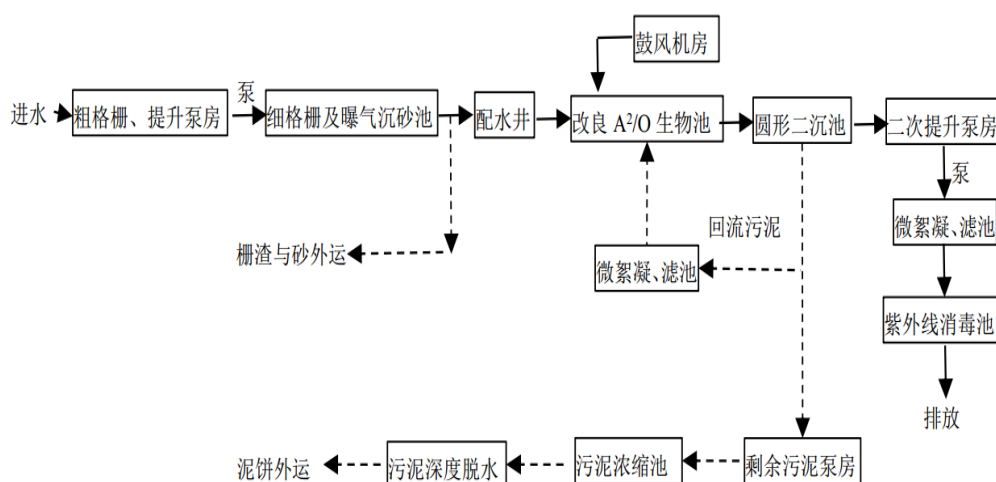 鼓风机房
泵
进水
粗格栅、提升泵房
细格栅及曝气沉砂池
配水井
改良 A²/O 生物池
圆形二沉池
二次提升泵房
泵
微絮凝、滤池
回流污泥
栅渣与砂外运
微絮凝、滤池
紫外线消毒池
排放
泥饼外运
污泥深度脱水
污泥浓缩池
剩余污泥泵房